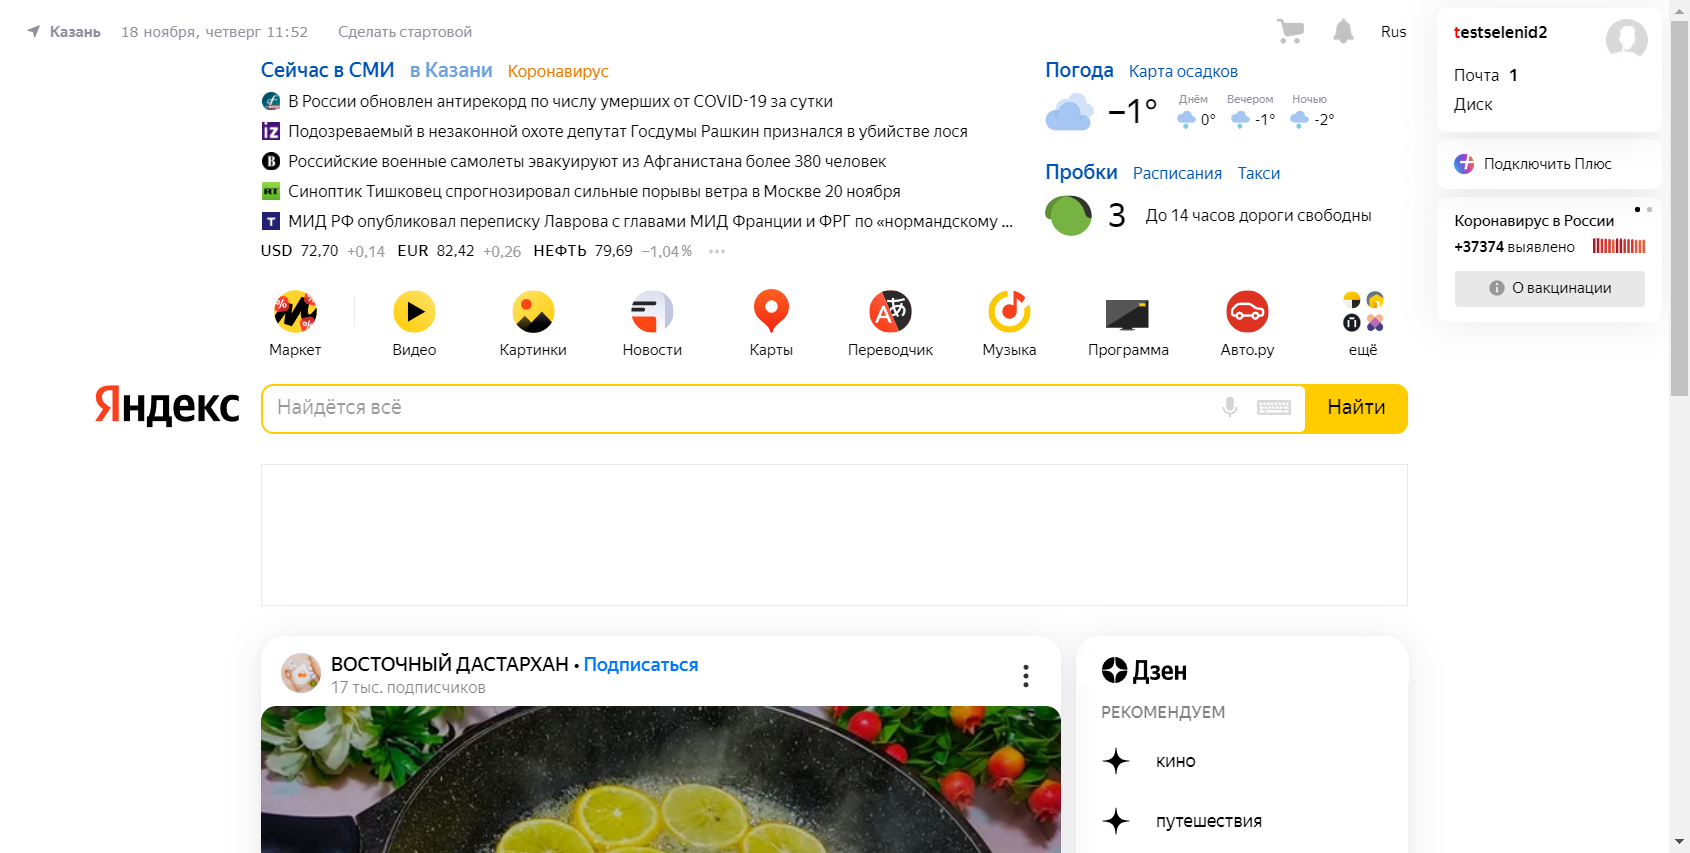 Казань 18 ноября, четверг 11:52 Сделать стартовой Rus
Сейчас в СМИ в Казани Коронавирус
В России обновлен антирекорд по числу умерших от COVID-19 за сутки
Подозреваемый в незаконной охоте депутат Госдумы Рашкин признался в убийстве лося
Российские военные самолеты эвакуируют из Афганистана более 380 человек
Синоптик Тишковец спрогнозировал сильные порывы ветра в Москве 20 ноября
МИД РФ опубликовал переписку Лаврова с главами МИД Франции и ФРГ по «нормандскому ...
USD 72,70 +0,14 EUR 82,42 +0,26 НЕФТЬ 79,69 −1,04% •••
Погода Карта осадков
−1° Днём 0° Вечером -1° Ночью -2°
Пробки Расписания Такси
3 До 14 часов дороги свободны
testselenid2
Почта 1
Диск
Подключить Плюс
Коронавирус в России
+37374 выявлено
О вакцинации
Маркет Видео Картинки Новости Карты Переводчик Музыка Программа Авто.ру ещё
Яндекс Найдётся всё Найти
ВОСТОЧНЫЙ ДАСТАРХАН • Подписаться
17 тыс. подписчиков
Дзен
РЕКОМЕНДУЕМ
кино
путешествия